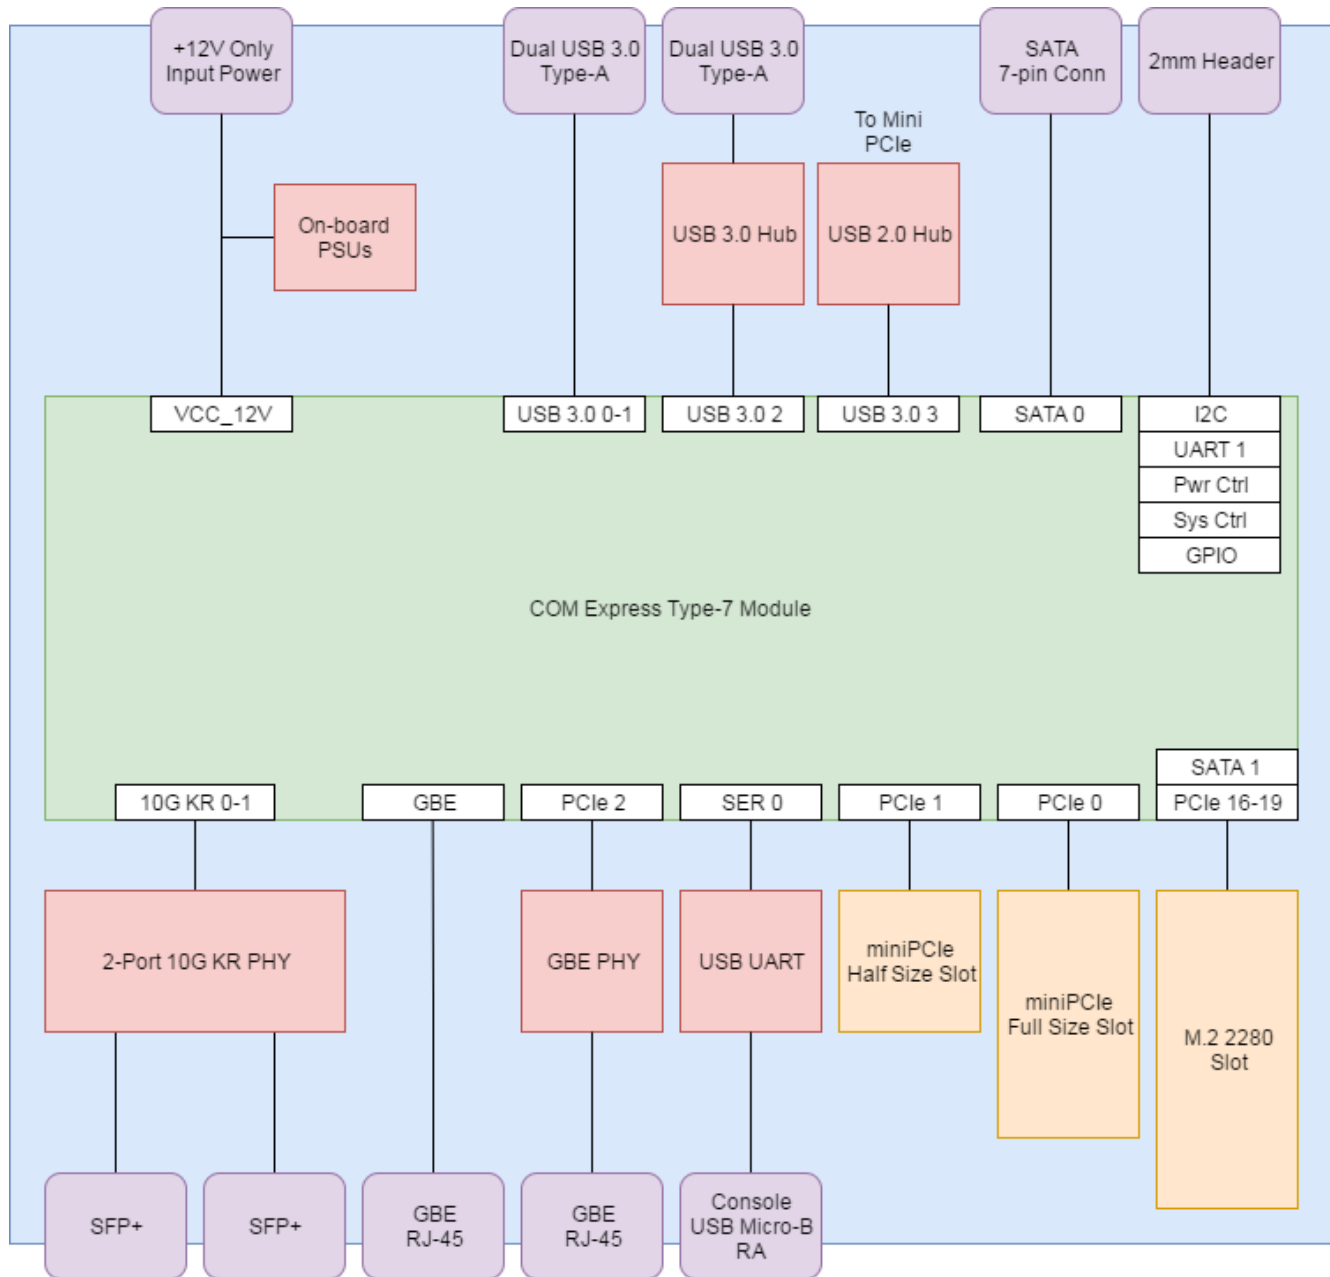 +12V Only
Input Power
Dual USB 3.0
Type-A
Dual USB 3.0
Type-A
SATA
7-pin Conn
2mm Header
To Mini
PCIe
On-board
PSUs
USB 3.0 Hub
USB 2.0 Hub
VCC_12V
USB 3.0 0-1
USB 3.0 2
USB 3.0 3
SATA 0
I2C
UART 1
Pwr Ctrl
Sys Ctrl
GPIO
COM Express Type-7 Module
SATA 1
10G KR 0-1
GBE
PCIe 2
SER 0
PCIe 1
PCIe 0
PCIe 16-19
2-Port 10G KR PHY
GBE PHY
USB UART
miniPCIe
Half Size Slot
miniPCIe
Full Size Slot
M.2 2280
Slot
SFP+
SFP+
GBE
RJ-45
GBE
RJ-45
Console
USB Micro-B
RA